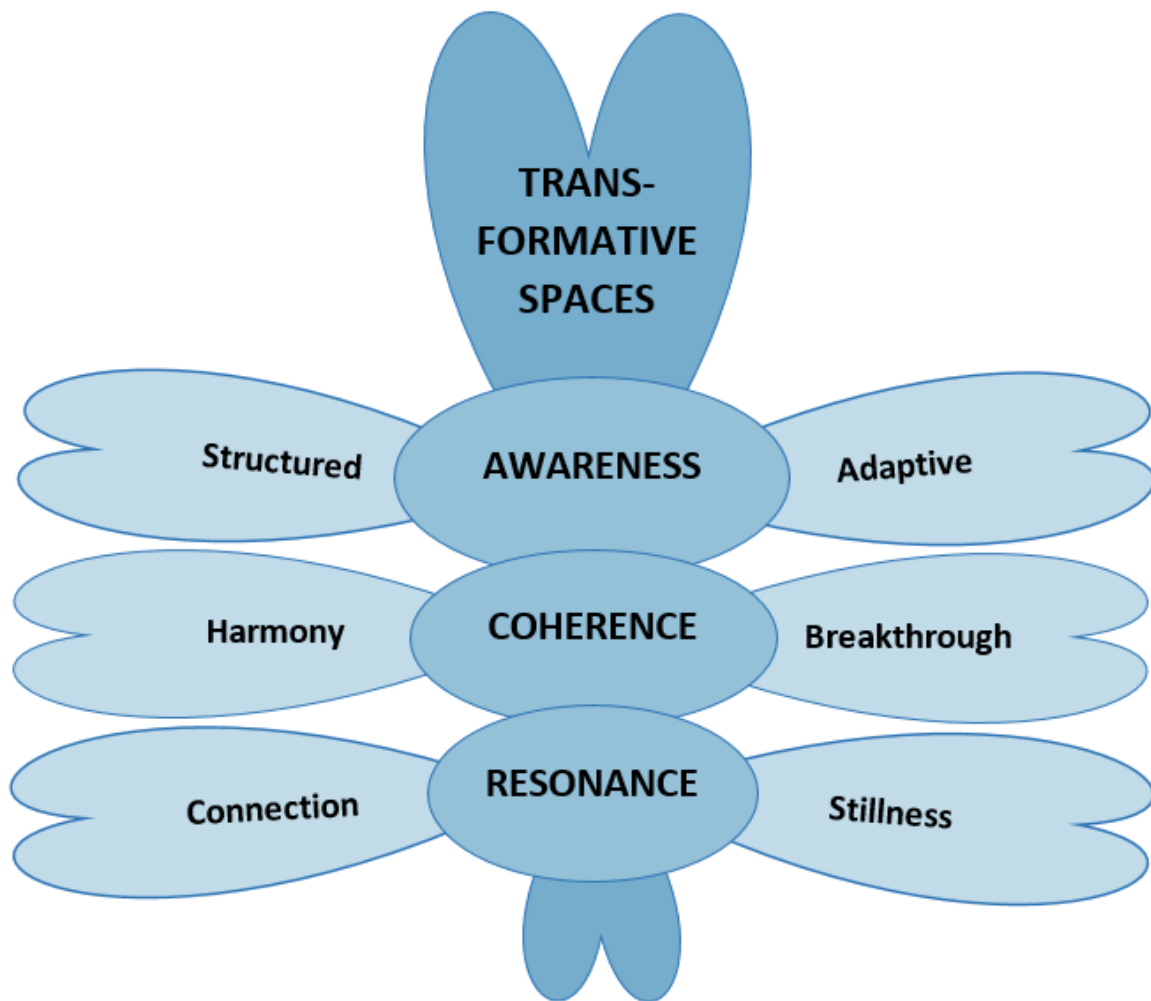 TRANS-
FORMATIVE
SPACES
Structured
AWARENESS
Adaptive
Harmony
COHERENCE
Breakthrough
Connection
RESONANCE
Stillness